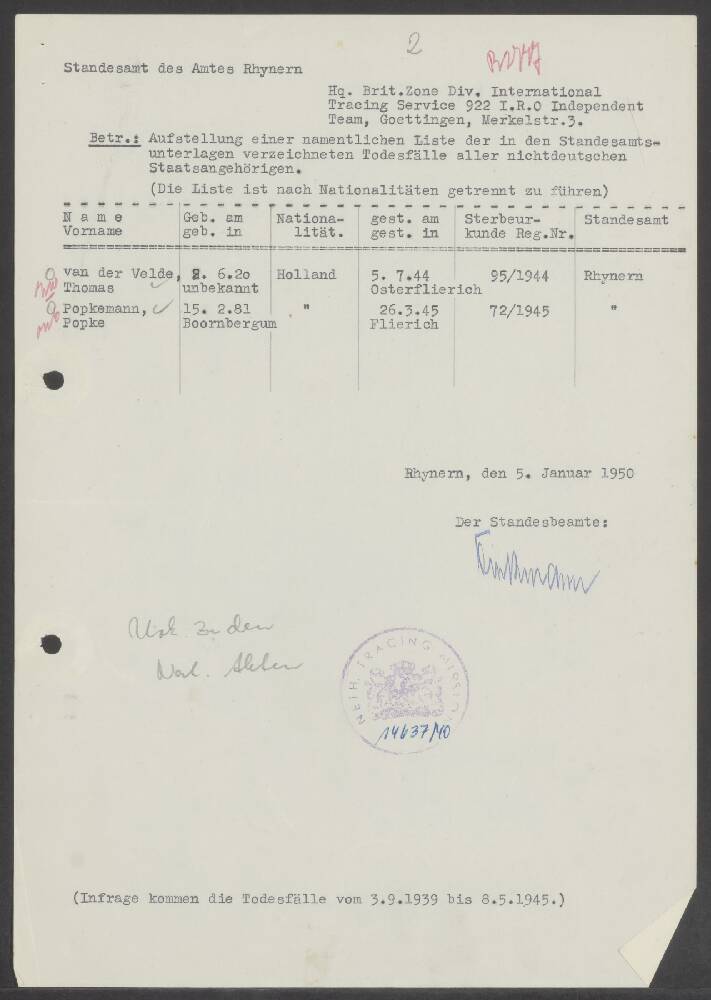 2
Standesamt des Amtes Rhynern
Hq. Brit.Zone Div. International
Tracing Service 922 I.R.O Independent
Team, Goettingen, Merkelstr.3.
Betr.: Aufstellung einer namentlichen Liste der in den Standesamts-
unterlagen verzeichneten Todesfälle aller nichtdeutschen
Staatsangehörigen.
(Die Liste ist nach Nationalitäten getrennt zu führen)
Name Geb. am Nationa- gest. am Sterbeur- Standesamt
Vorname geb. in lität. gest. in kunde Reg.Nr.
van der Velde, 2. 6.20 Holland 5. 7.44 95/1944 Rhynern
Thomas unbekannt Osterflierich
Popkemann, 15. 2.81 " 26.3.45 72/1945 "
Popke Boornbergum Flierich
Rhynern, den 5. Januar 1950
Der Standesbeamte:
Urk. zu den
NETH. TRACING MISSION
14637/40
(Infrage kommen die Todesfälle vom 3.9.1939 bis 8.5.1945.)